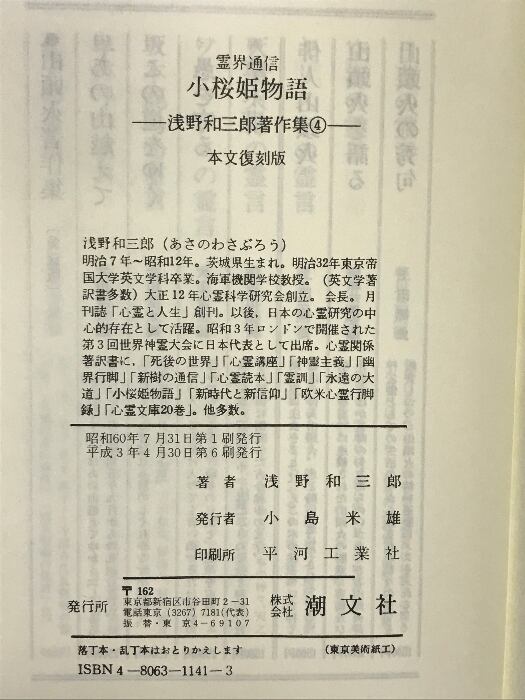 霊界通信
小桜姫物語
——浅野和三郎著作集④——
本文復刻版
浅野和三郎（あさのわさぶろう）
明治7年～昭和12年。茨城県生まれ。明治32年東京帝
国大学英文学科卒業。海軍機関学校教授。（英文学著
訳書多数）大正12年心霊科学研究会創立。会長。月
刊誌「心霊と人生」創刊。以後，日本の心霊研究の中
心的存在として活躍。昭和3年ロンドンで開催された
第3回世界神霊大会に日本代表として出席。心霊関係
著訳書に，「死後の世界」「心霊講座」「神霊主義」「幽
界行脚」「新樹の通信」「心霊読本」「霊訓」「永遠の大
道」「小桜姫物語」「新時代と新信仰」「欧米心霊行脚
録」「心霊文庫20巻」。他多数。
昭和60年7月31日第1刷発行
平成3年4月30日第6刷発行
著者 浅野和三郎
発行者 小島米雄
印刷所 平河工業社
発行所
〒162
東京都新宿区市谷田町2－31
電話東京（3267）7181（代表）
振替・東京4－69107
株式会社 潮文社
落丁本・乱丁本はおとりかえします （東京美術紙工）
ISBN 4－8063－1141－3